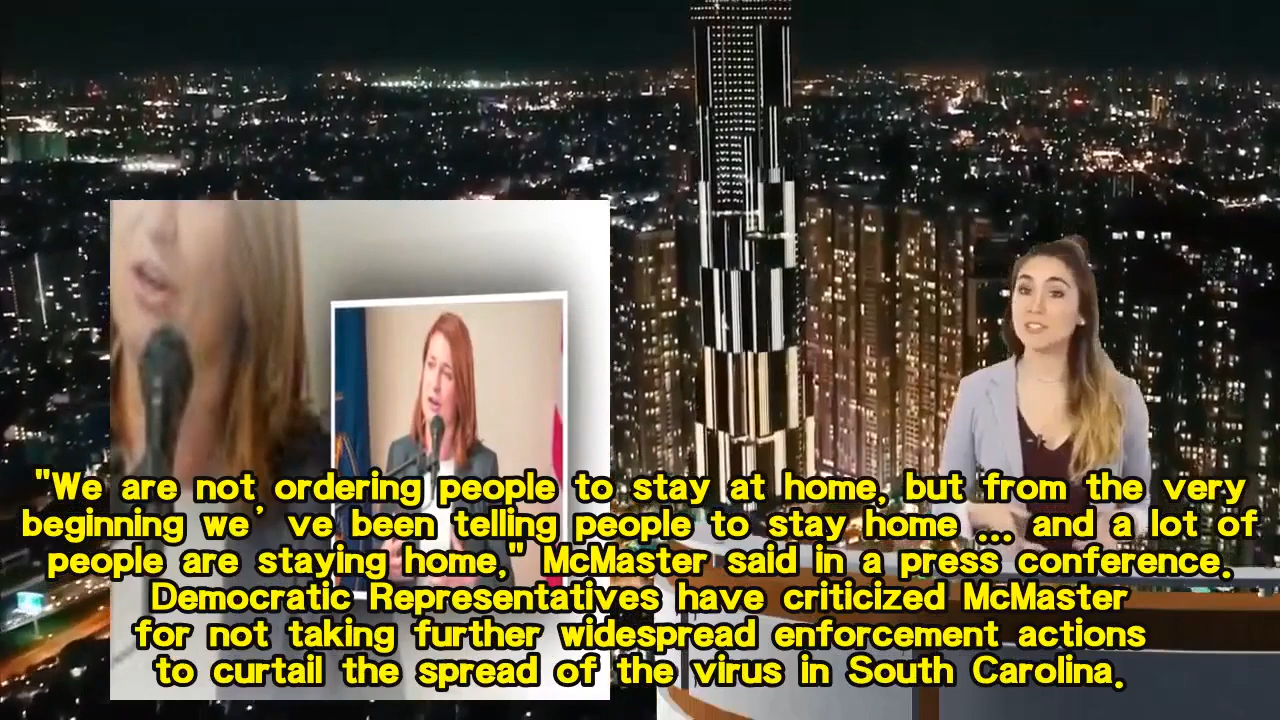 "We are not ordering people to stay at home, but from the very
beginning we’ve been telling people to stay home ... and a lot of
people are staying home," McMaster said in a press conference.
Democratic Representatives have criticized McMaster
for not taking further widespread enforcement actions
to curtail the spread of the virus in South Carolina.